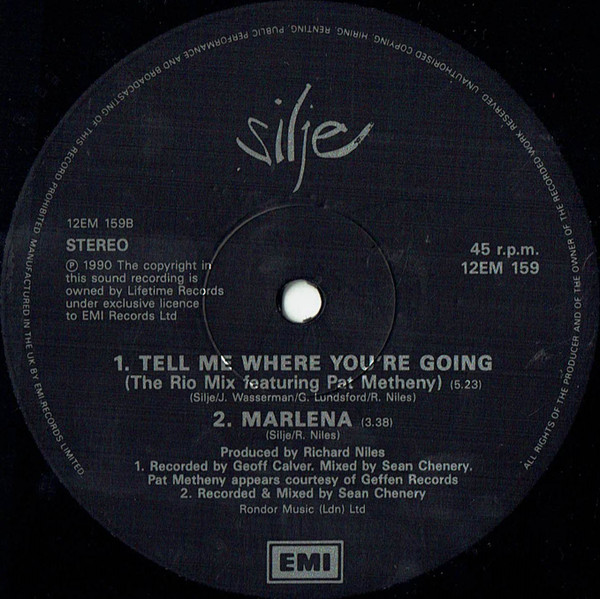 silje
12EM 159B
STEREO
℗ 1990 The copyright in
this sound recording is
owned by Lifetime Records
under exclusive licence
to EMI Records Ltd
45 r.p.m.
12EM 159
1. TELL ME WHERE YOU'RE GOING
(The Rio Mix featuring Pat Metheny) (5.23)
(Silje/J. Wasserman/G. Lundsford/R. Niles)
2. MARLENA (3.38)
(Silje/R. Niles)
Produced by Richard Niles
1. Recorded by Geoff Calver. Mixed by Sean Chenery.
Pat Metheny appears courtesy of Geffen Records
2. Recorded & Mixed by Sean Chenery
Rondor Music (Ldn) Ltd
EMI
ALL RIGHTS OF THE PRODUCER AND OF THE OWNER OF THE RECORDED WORK RESERVED. UNAUTHORISED COPYING, HIRING, RENTING, PUBLIC PERFORMANCE AND BROADCASTING OF THIS RECORD PROHIBITED. MANUFACTURED IN THE UK BY EMI RECORDS LIMITED.